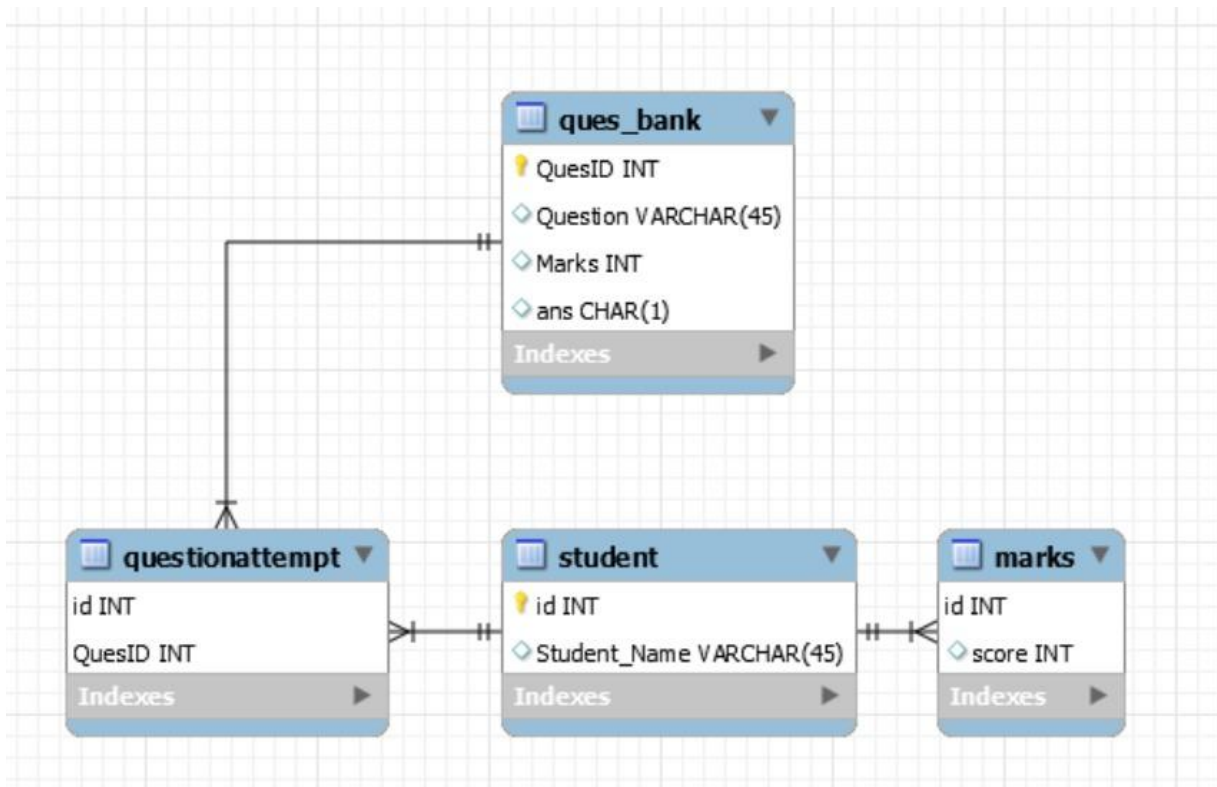 ques_bank
QuesID INT
Question VARCHAR(45)
Marks INT
ans CHAR(1)
Indexes
questionattempt
id INT
QuesID INT
Indexes
student
id INT
Student_Name VARCHAR(45)
Indexes
marks
id INT
score INT
Indexes